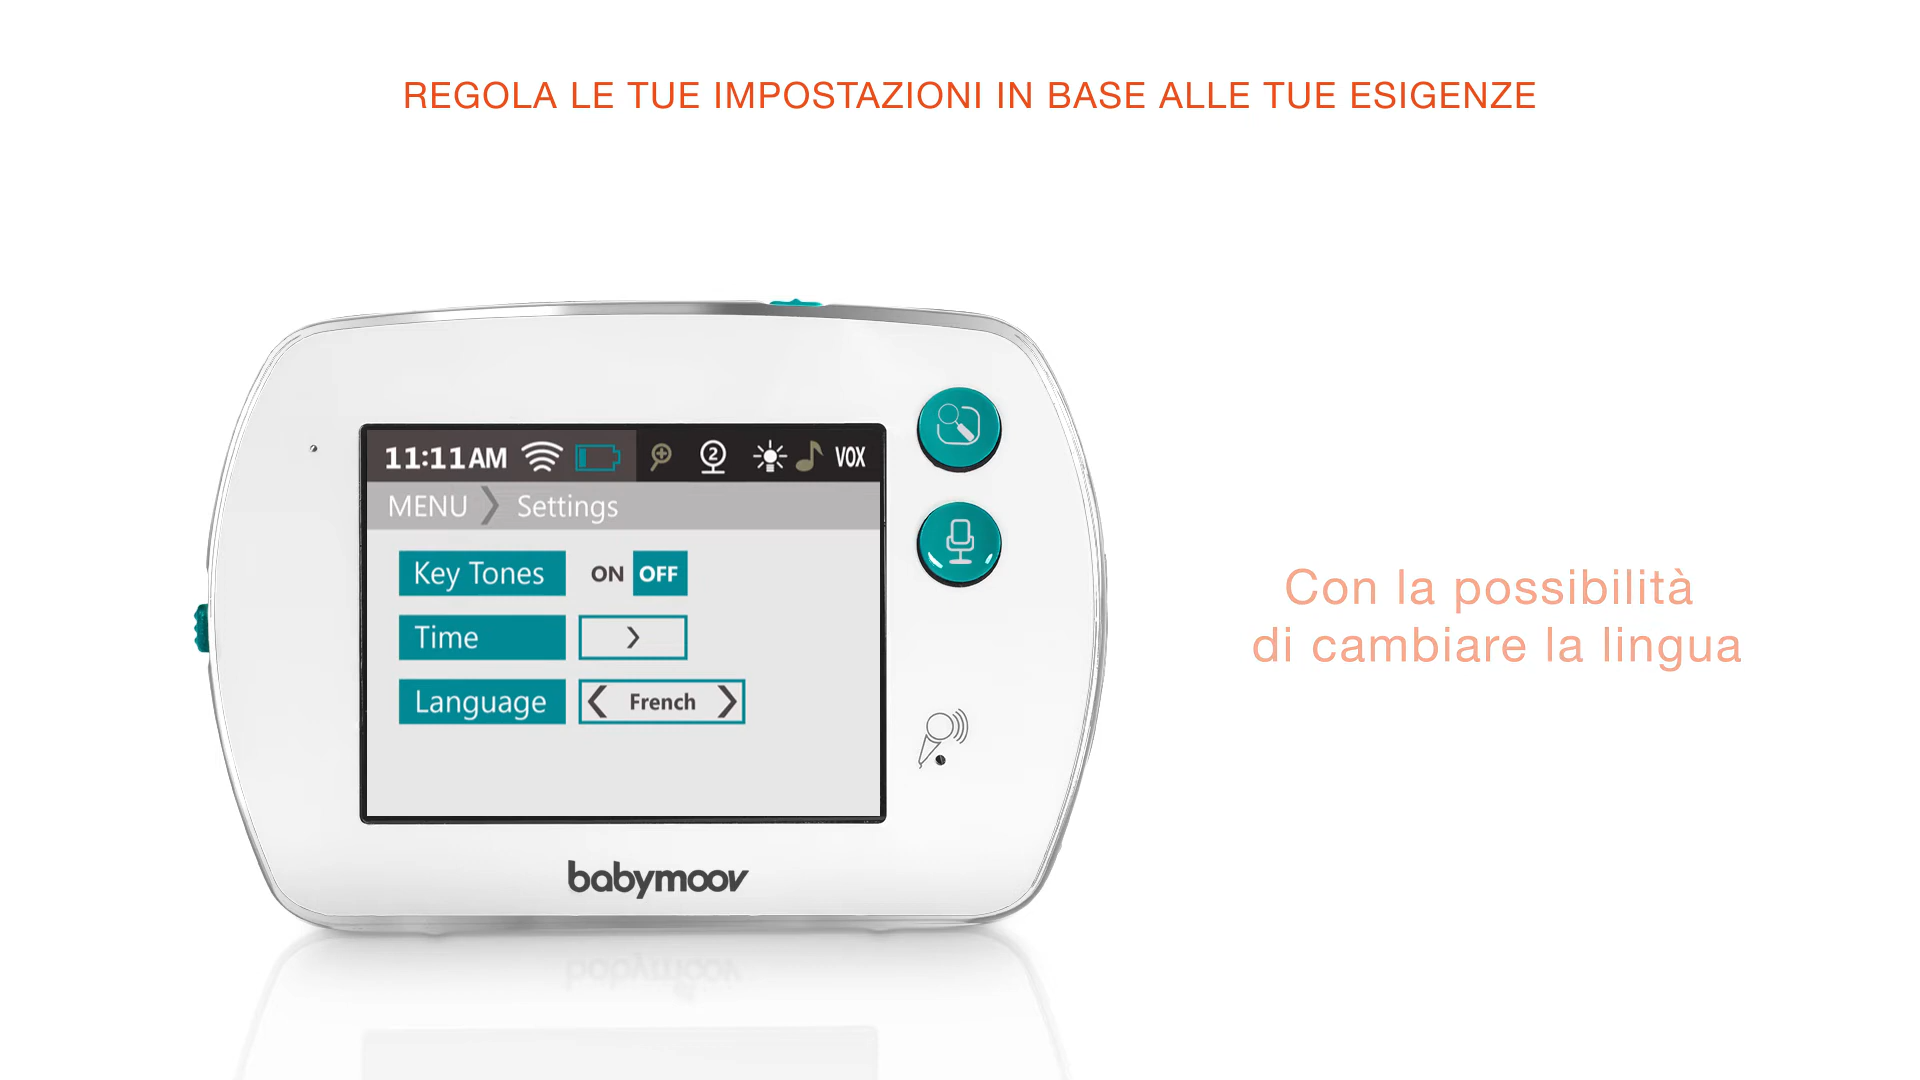 REGOLA LE TUE IMPOSTAZIONI IN BASE ALLE TUE ESIGENZE
11:11AM 2 VOX
MENU Settings
Key Tones ON OFF
Time >
Language < French >
Con la possibilità
di cambiare la lingua
babymoov